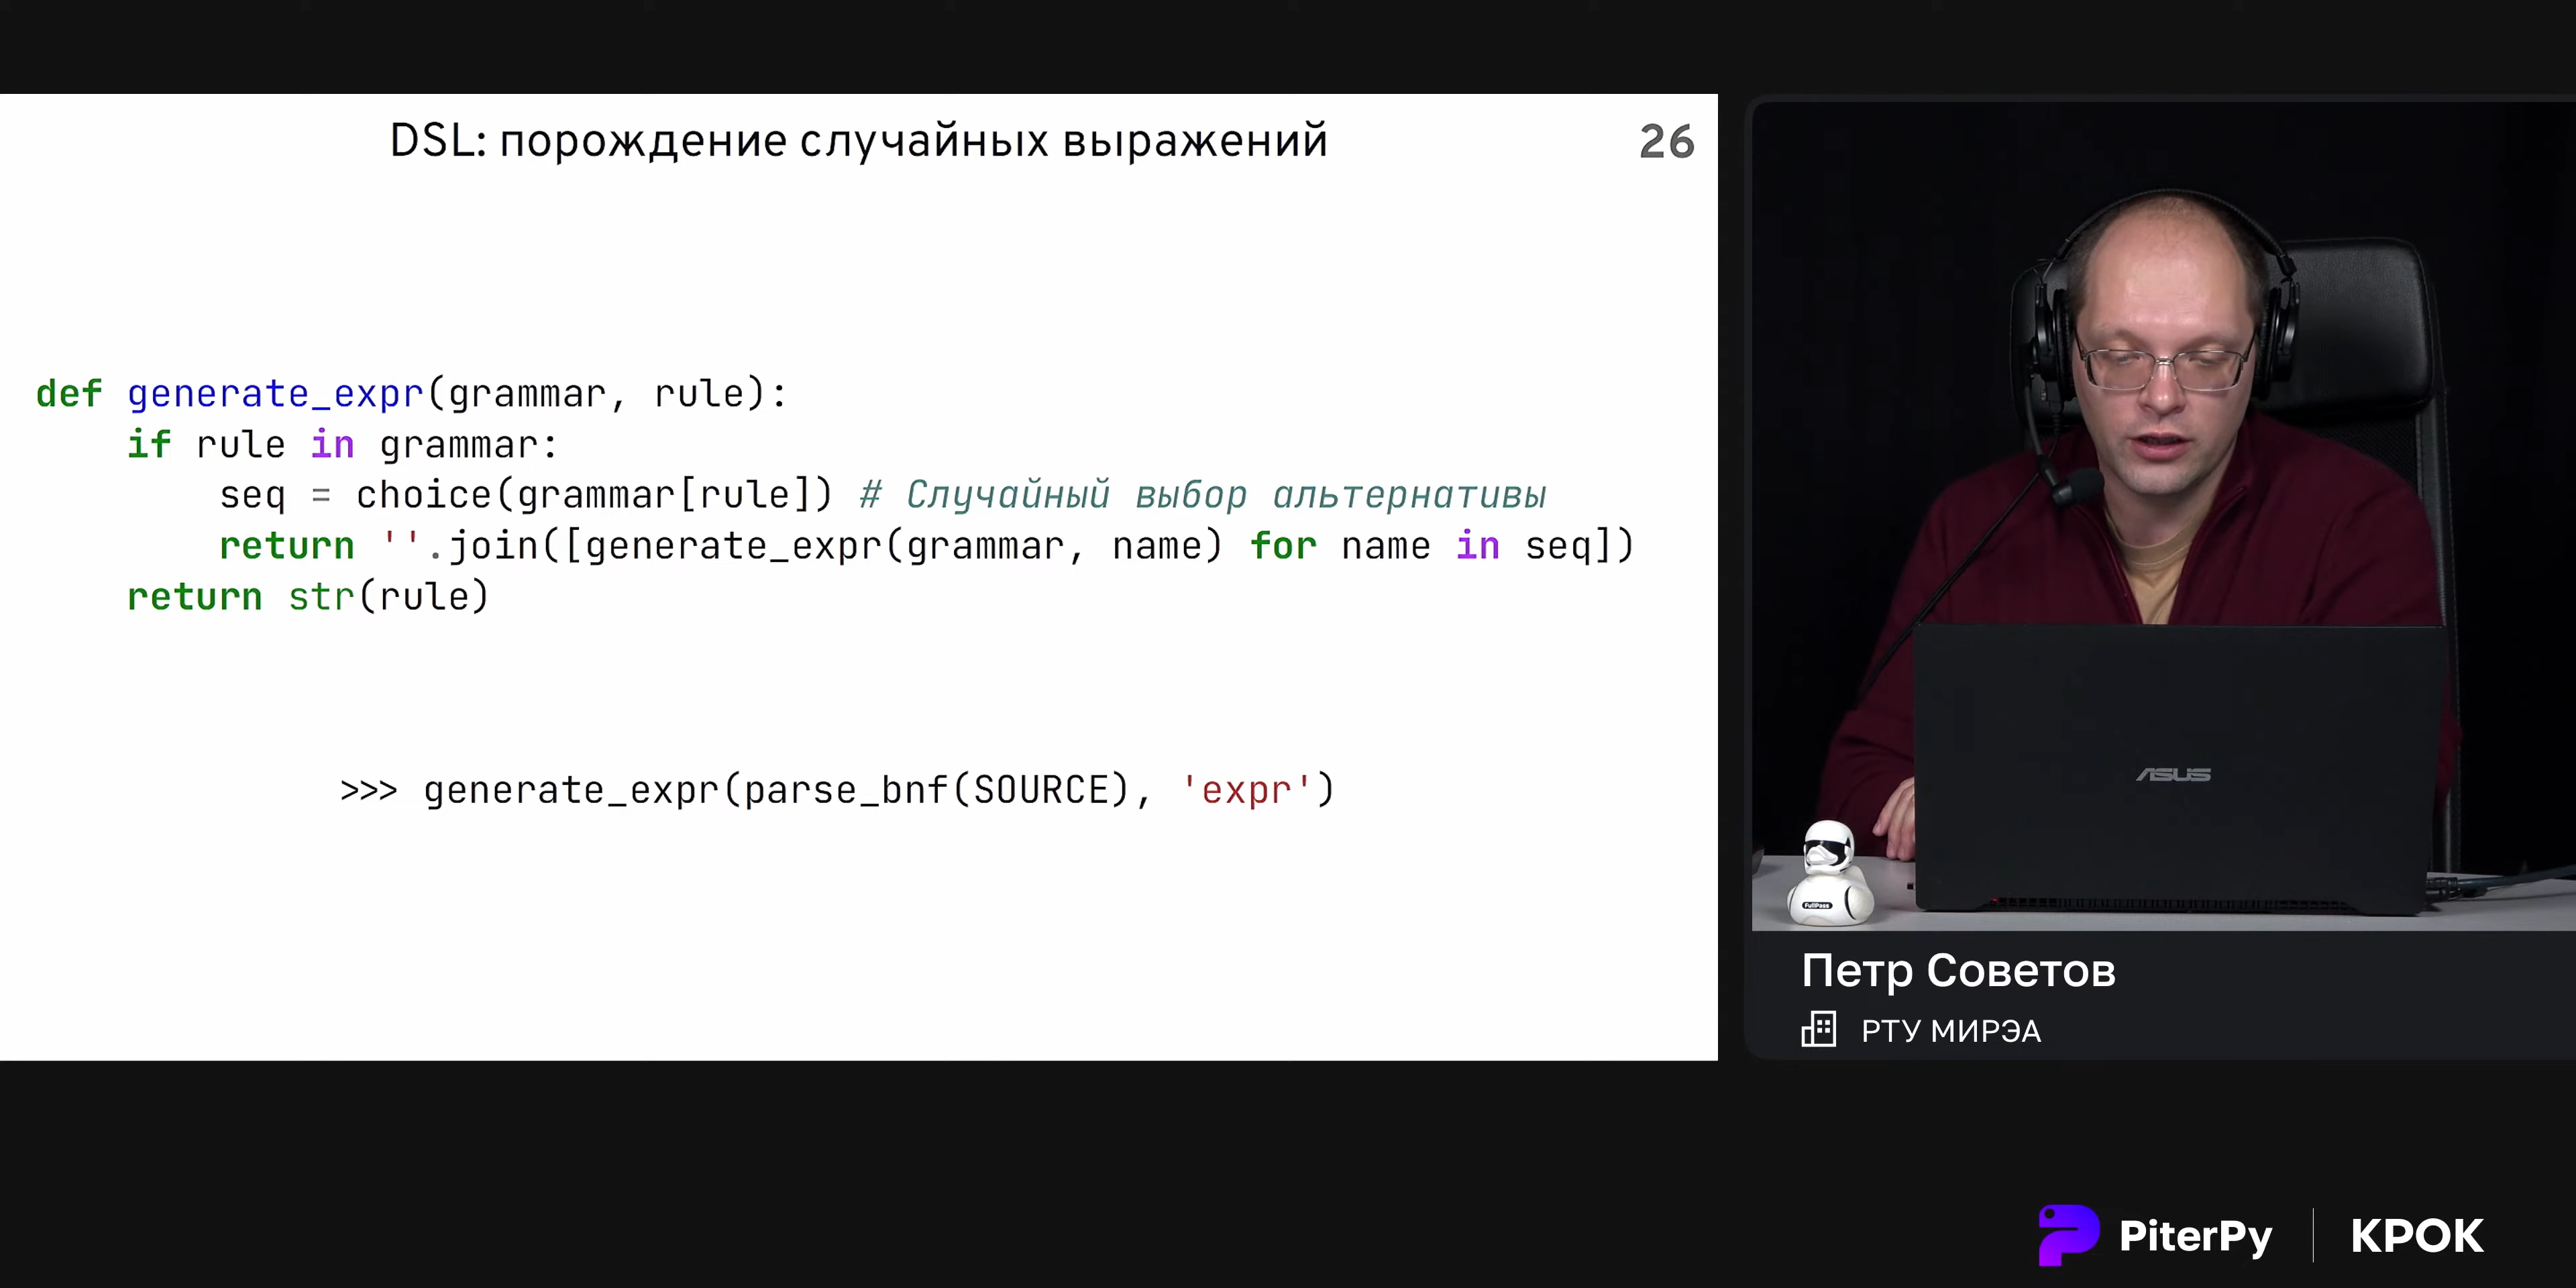 DSL: порождение случайных выражений
26
def generate_expr(grammar, rule):
    if rule in grammar:
        seq = choice(grammar[rule]) # Случайный выбор альтернативы
        return ''.join([generate_expr(grammar, name) for name in seq])
    return str(rule)
>>> generate_expr(parse_bnf(SOURCE), 'expr')
ASUS
FullPass
Петр Советов
РТУ МИРЭА
PiterPy
КРОК